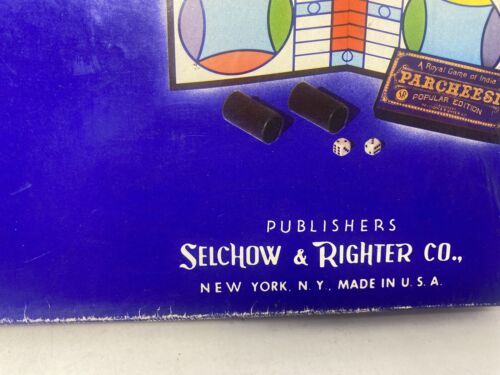 A Royal Game of India
PARCHEESI
POPULAR EDITION
PUBLISHERS
SELCHOW & RIGHTER CO.,
NEW YORK, N. Y., MADE IN U. S. A.